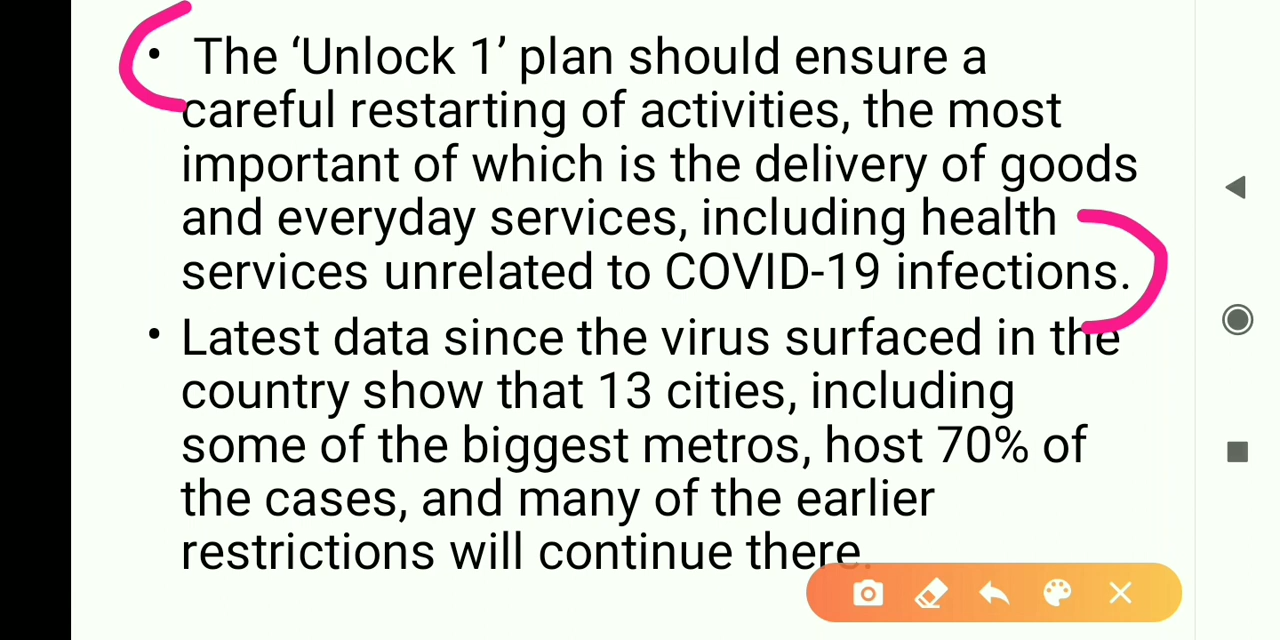 • The ‘Unlock 1’ plan should ensure a
careful restarting of activities, the most
important of which is the delivery of goods
and everyday services, including health
services unrelated to COVID-19 infections.
• Latest data since the virus surfaced in the
country show that 13 cities, including
some of the biggest metros, host 70% of
the cases, and many of the earlier
restrictions will continue there.